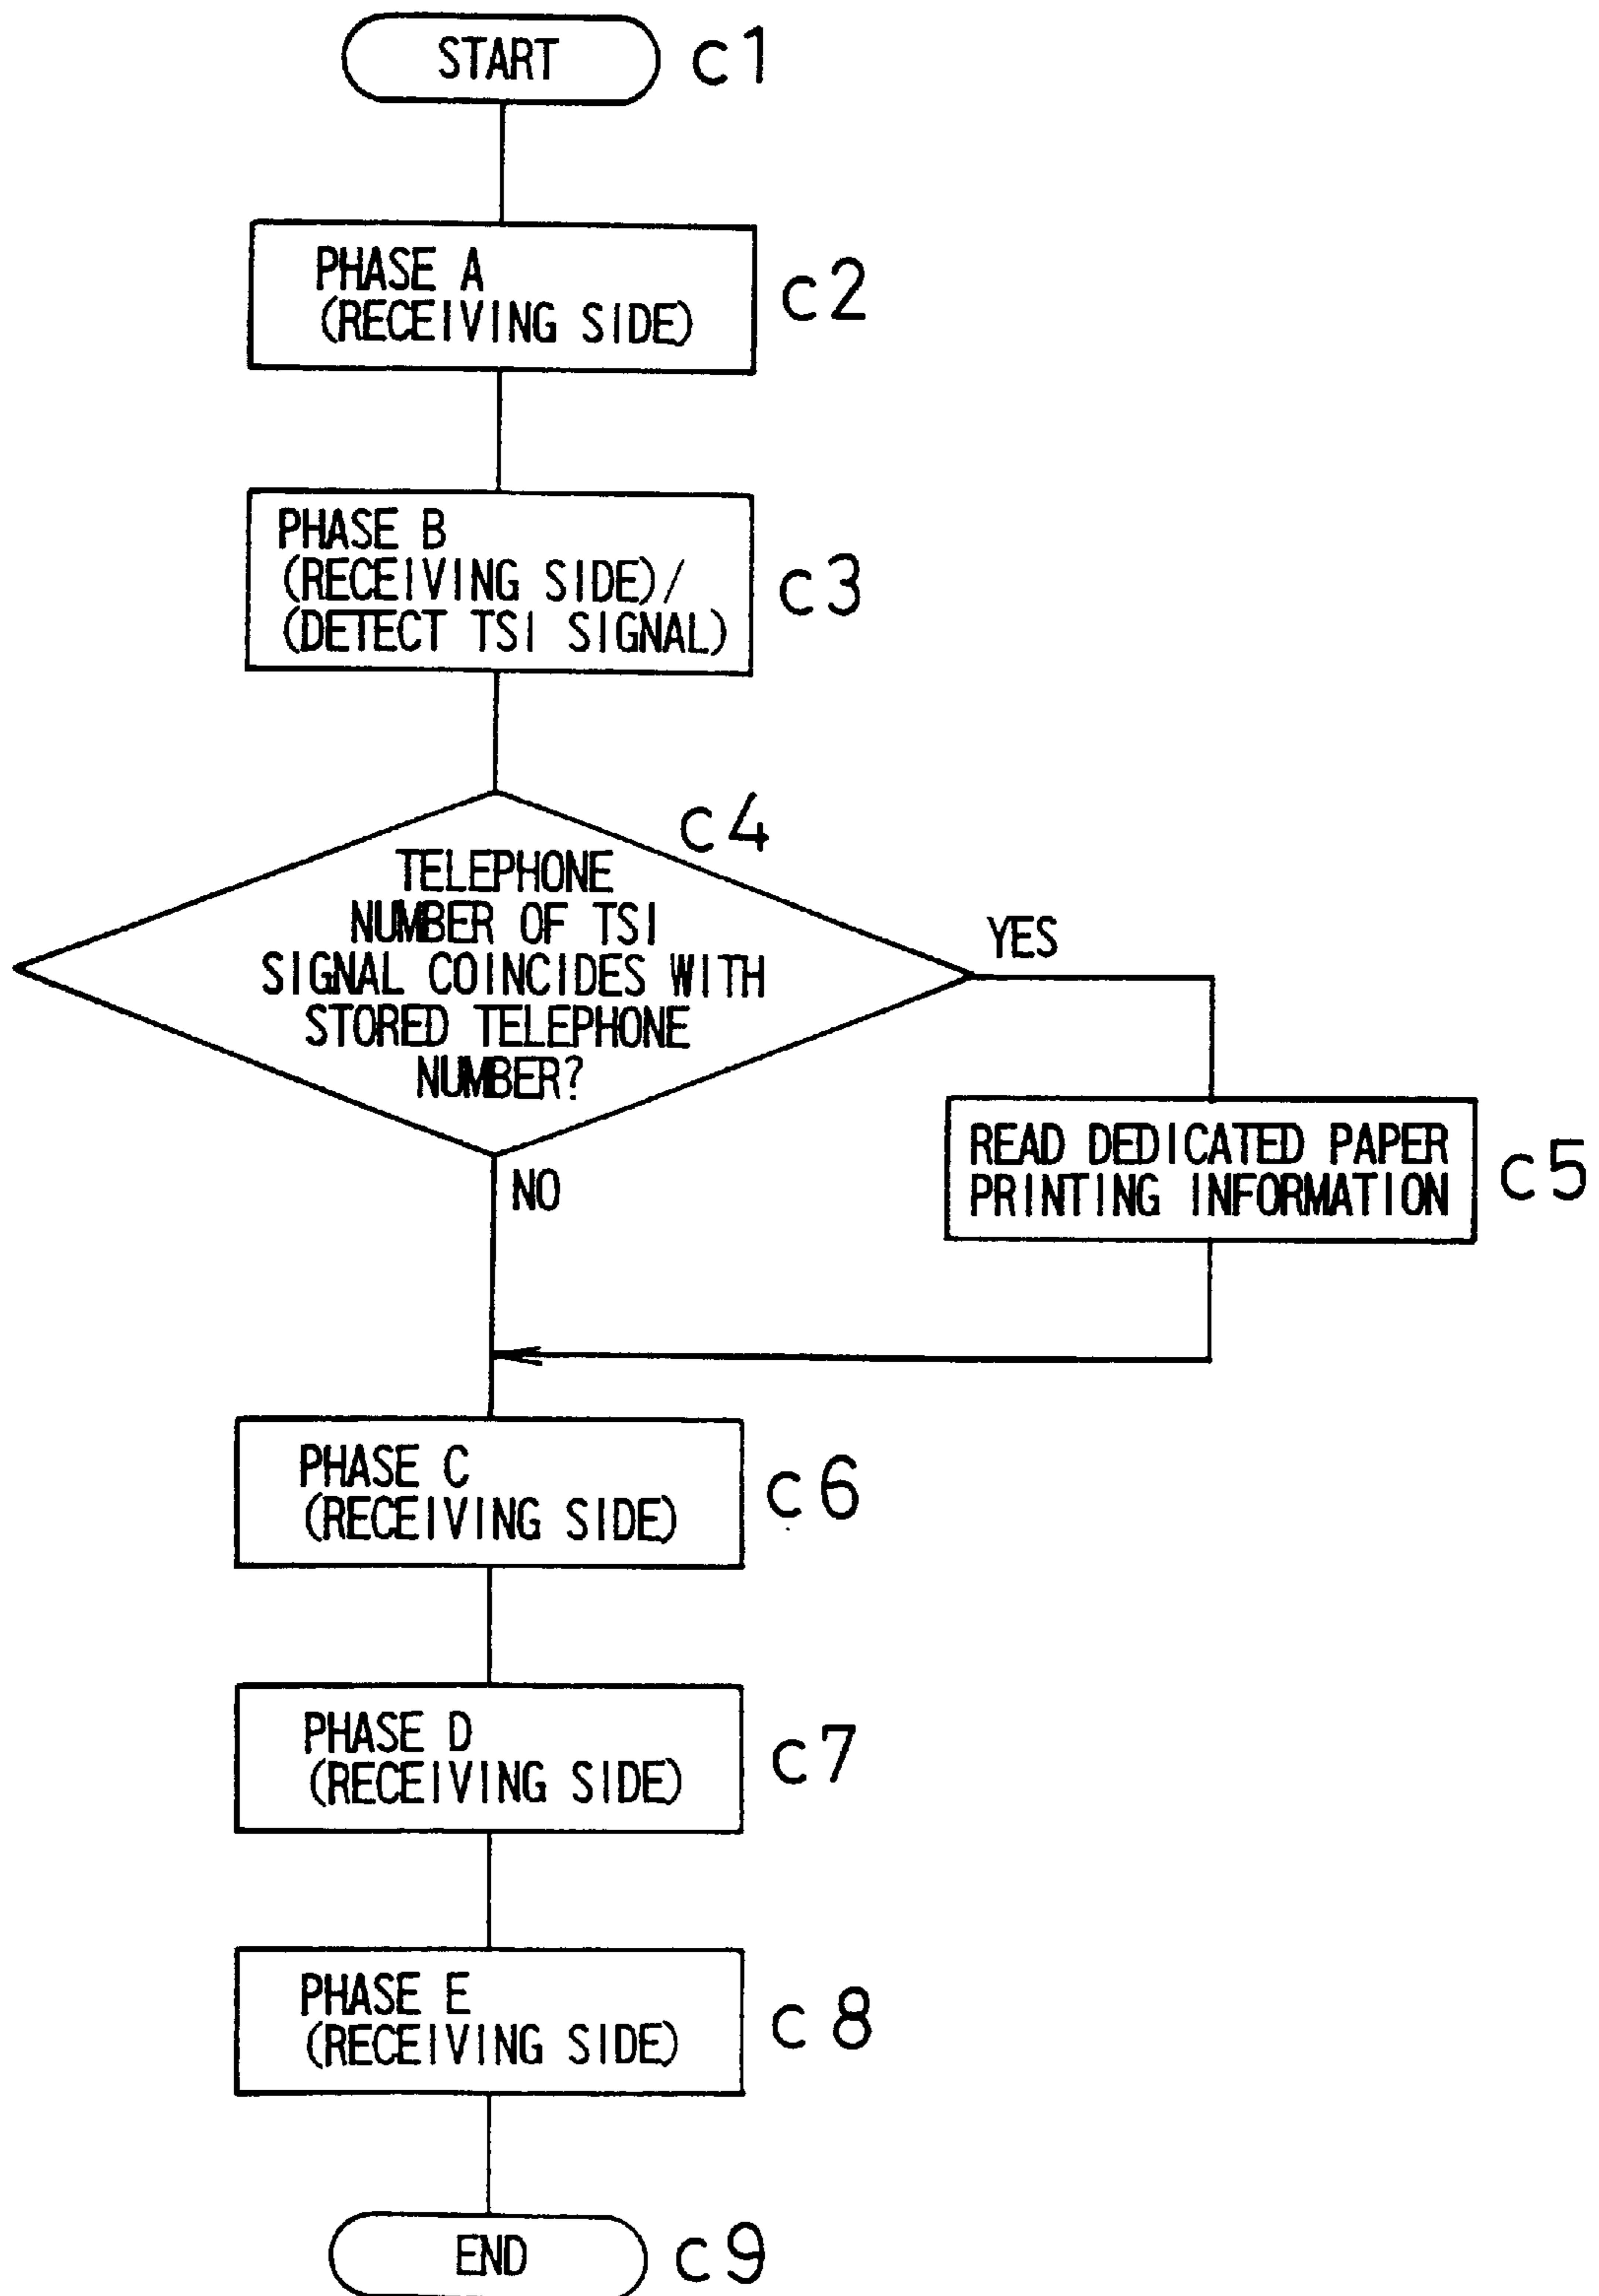 START
c1
PHASE A
(RECEIVING SIDE)
c2
PHASE B
(RECEIVING SIDE)/
(DETECT TSI SIGNAL)
c3
c4
TELEPHONE
NUMBER OF TSI
SIGNAL COINCIDES WITH
STORED TELEPHONE
NUMBER?
YES
NO
READ DEDICATED PAPER
PRINTING INFORMATION
c5
PHASE C
(RECEIVING SIDE)
c6
PHASE D
(RECEIVING SIDE)
c7
PHASE E
(RECEIVING SIDE)
c8
END
c9